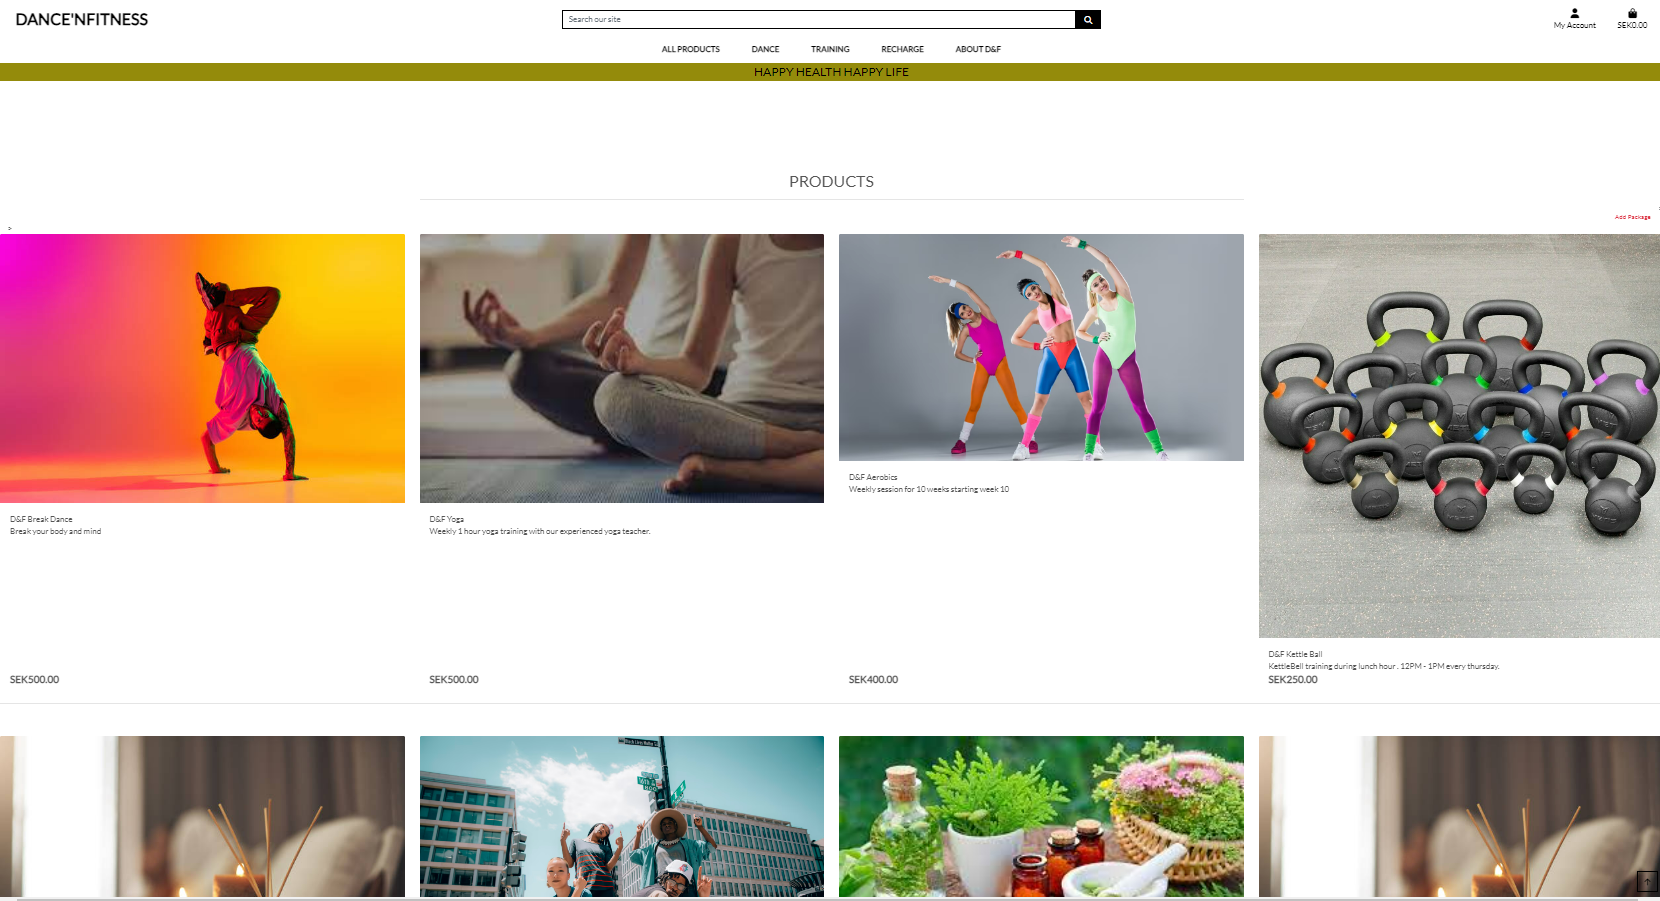 DANCE'NFITNESS
Search our site
My Account
SEK0.00
ALL PRODUCTS
DANCE
TRAINING
RECHARGE
ABOUT D&F
HAPPY HEALTH HAPPY LIFE
PRODUCTS
Add Package
>
D&F Break Dance
Break your body and mind
SEK500.00
D&F Yoga
Weekly 1 hour yoga training with our experienced yoga teacher.
SEK500.00
D&F Aerobics
Weekly session for 10 weeks starting week 10
SEK400.00
D&F Kettle Ball
KettleBell training during lunch hour . 12PM - 1PM every thursday.
SEK250.00